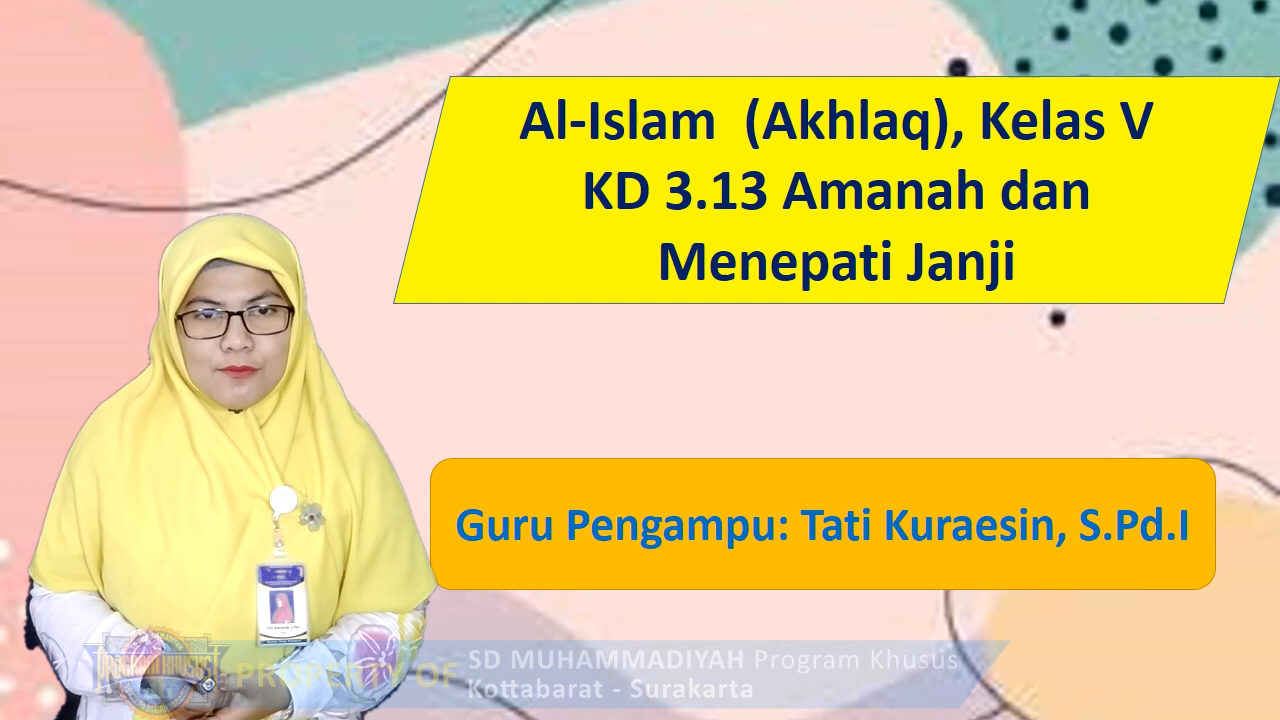 Al-Islam  (Akhlaq), Kelas V
KD 3.13 Amanah dan
Menepati Janji
Guru Pengampu: Tati Kuraesin, S.Pd.I
PROPERTY OF
SD MUHAMMADIYAH Program Khusus
Kottabarat - Surakarta